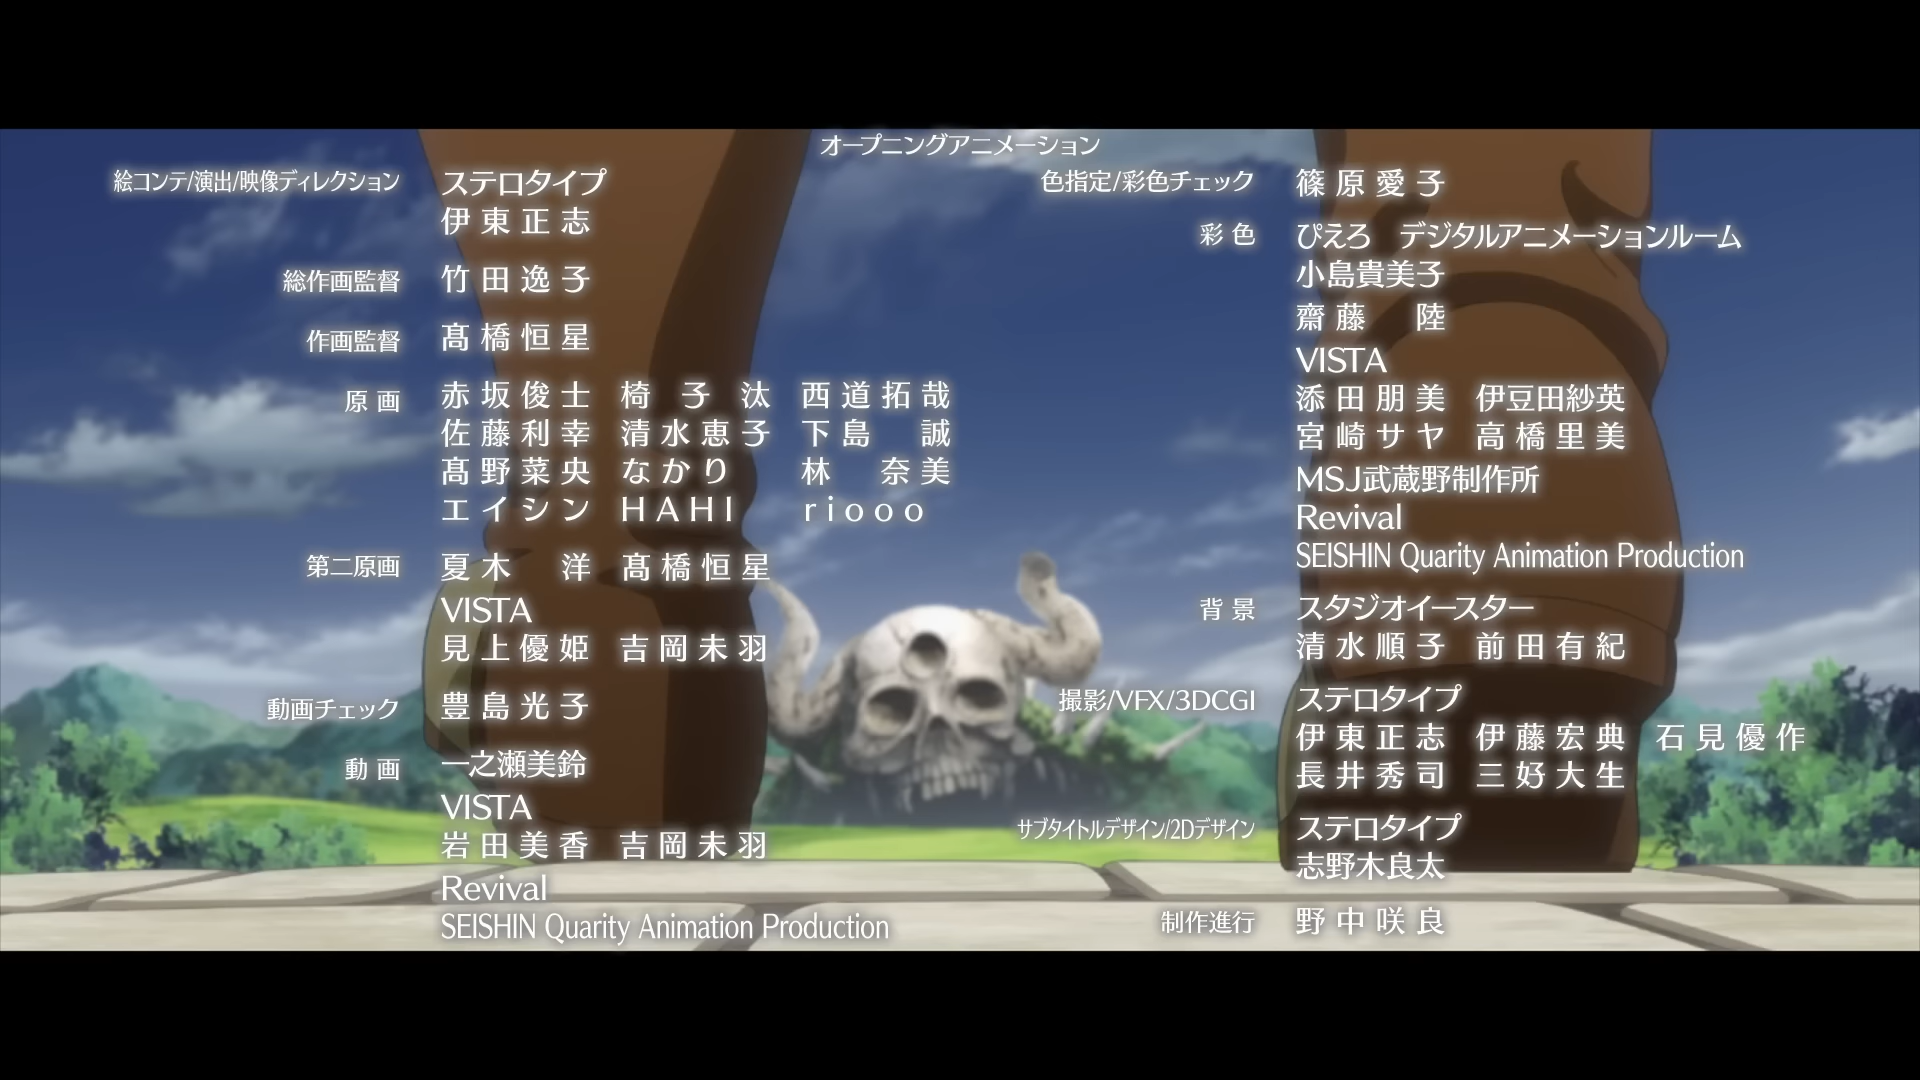 オープニングアニメーション
絵コンテ/演出/映像ディレクション ステロタイプ
伊東正志
総作画監督 竹田逸子
作画監督 髙橋恒星
原画 赤坂俊士 椅子汰 西道拓哉
佐藤利幸 清水恵子 下島誠
髙野菜央 なかり 林奈美
エイシン HAHI riooo
第二原画 夏木洋 髙橋恒星
VISTA
見上優姫 吉岡未羽
動画チェック 豊島光子
動画 一之瀬美鈴
VISTA
岩田美香 吉岡未羽
Revival
SEISHIN Quarity Animation Production
色指定/彩色チェック 篠原愛子
彩色 ぴえろ デジタルアニメーションルーム
小島貴美子
齋藤陸
VISTA
添田朋美 伊豆田紗英
宮崎サヤ 高橋里美
MSJ武蔵野制作所
Revival
SEISHIN Quarity Animation Production
背景 スタジオイースター
清水順子 前田有紀
撮影/VFX/3DCGI ステロタイプ
伊東正志 伊藤宏典 石見優作
長井秀司 三好大生
サブタイトルデザイン/2Dデザイン ステロタイプ
志野木良太
制作進行 野中咲良